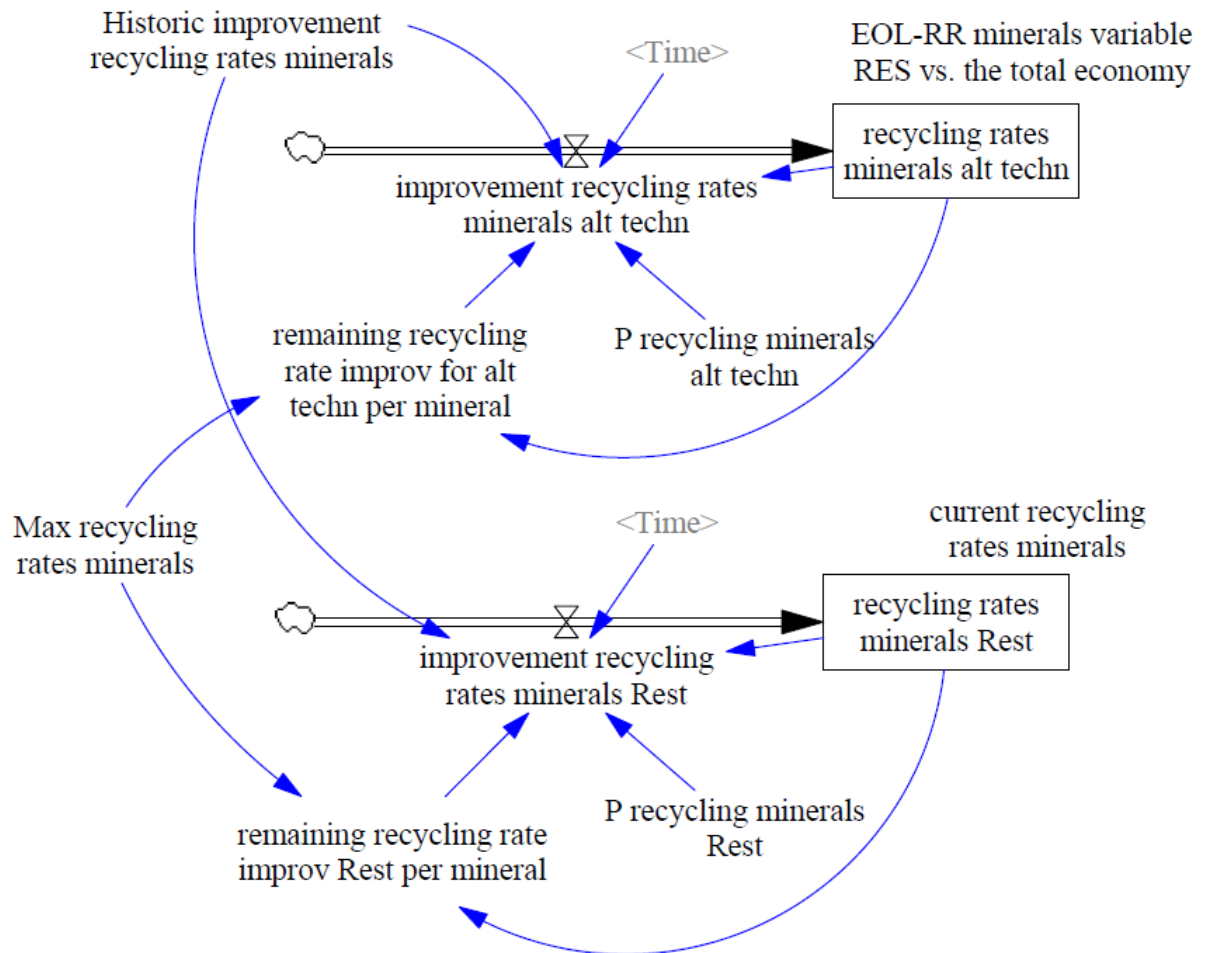 Historic improvement
recycling rates minerals
<Time>
EOL-RR minerals variable
RES vs. the total economy
recycling rates
minerals alt techn
improvement recycling rates
minerals alt techn
remaining recycling
rate improv for alt
techn per mineral
P recycling minerals
alt techn
Max recycling
rates minerals
<Time>
current recycling
rates minerals
recycling rates
minerals Rest
improvement recycling
rates minerals Rest
remaining recycling rate
improv Rest per mineral
P recycling minerals
Rest